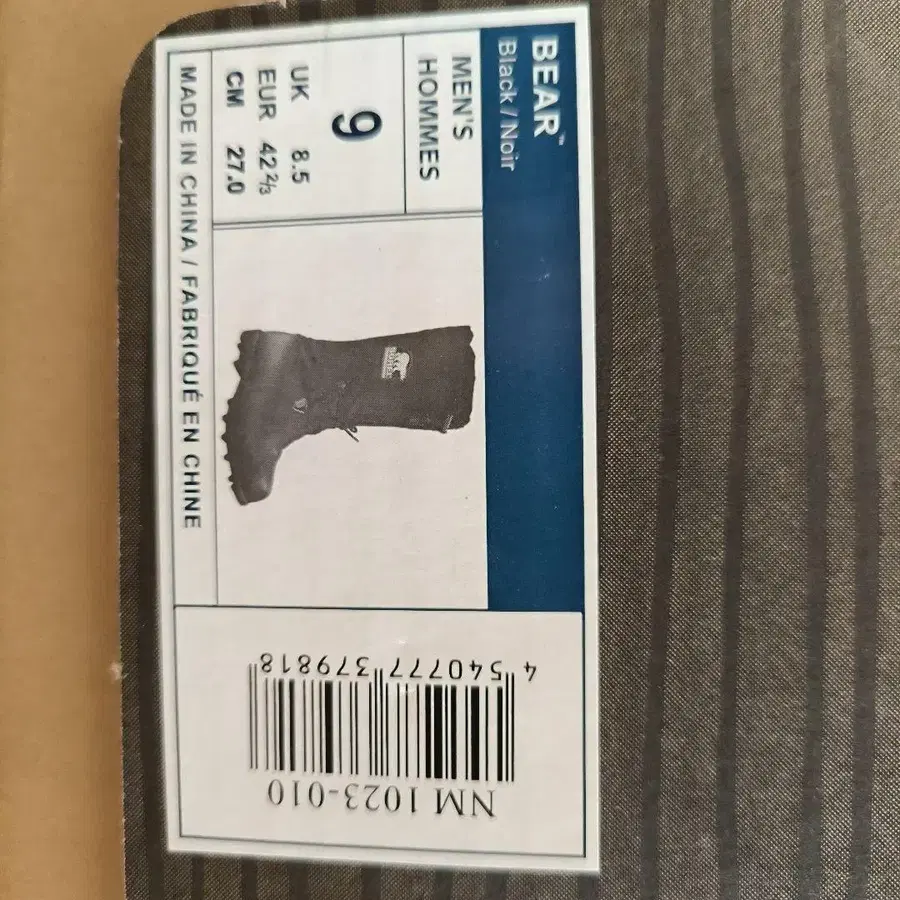 BEAR™
Black / Noir
MEN'S
HOMMES
9
UK 8.5
EUR 42⅔
CM 27.0
MADE IN CHINA / FABRIQUÉ EN CHINE
4 540777 379818
NM 1023-010